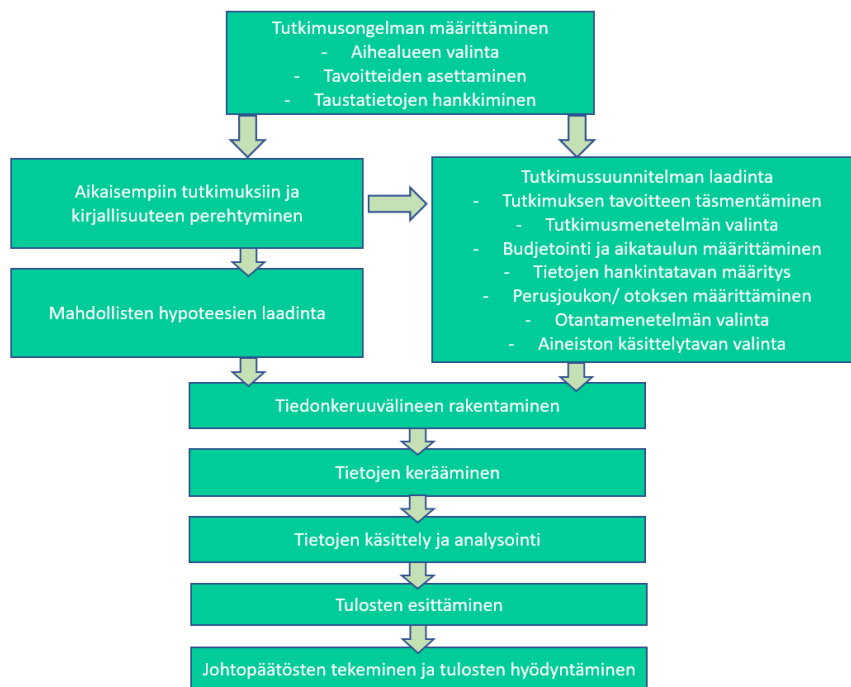 Tutkimusongelman määrittäminen
- Aihealueen valinta
- Tavoitteiden asettaminen
- Taustatietojen hankkiminen
Aikaisempiin tutkimuksiin ja
kirjallisuuteen perehtyminen
Mahdollisten hypoteesien laadinta
Tutkimussuunnitelman laadinta
- Tutkimuksen tavoitteen täsmentäminen
- Tutkimusmenetelmän valinta
- Budjetointi ja aikataulun määrittäminen
- Tietojen hankintatavan määritys
- Perusjoukon/ otoksen määrittäminen
- Otantamenetelmän valinta
- Aineiston käsittelytavan valinta
Tiedonkeruuvälineen rakentaminen
Tietojen kerääminen
Tietojen käsittely ja analysointi
Tulosten esittäminen
Johtopäätösten tekeminen ja tulosten hyödyntäminen